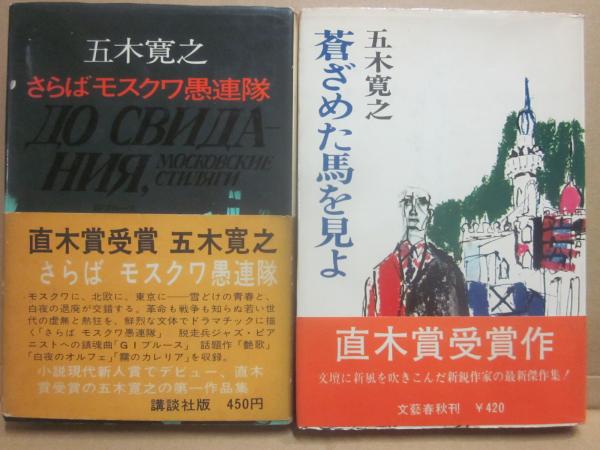 五木寛之
さらばモスクワ愚連隊
ДО СВИДА-
НИЯ,
МОСКОВСКИЕ
СТИЛЯГИ
直木賞受賞 五木寛之
さらば モスクワ愚連隊
モスクワに、北欧に、東京に――雪どけの青春と、
白夜の退廃が交錯する。革命も戦争も知らぬ若い世
代の虚無と熱狂を、鮮烈な文体でドラマチックに描
く「さらば モスクワ愚連隊」 脱走兵ジャズ・ピア
ニストへの鎮魂曲「GIブルース」 話題作「艶歌」
「白夜のオルフェ」「霧のカレリア」を収録。
小説現代新人賞でデビュー、直木
賞受賞の五木寛之の第一作品集
講談社版 450円
五木寛之
蒼ざめた馬を見よ
直木賞受賞作
文壇に新風を吹きこんだ新鋭作家の最新傑作集！
文藝春秋刊 ￥420